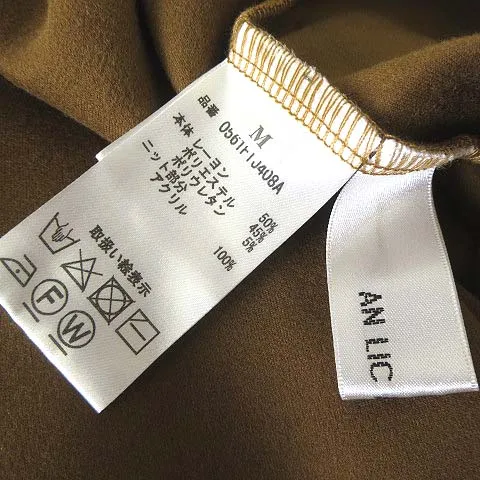 M
品番 0561FIJ408A
本体 レーヨン 50%
ポリエステル 45%
ポリウレタン 5%
ニット部分
アクリル 100%
取扱い絵表示
F
W
AN LIC